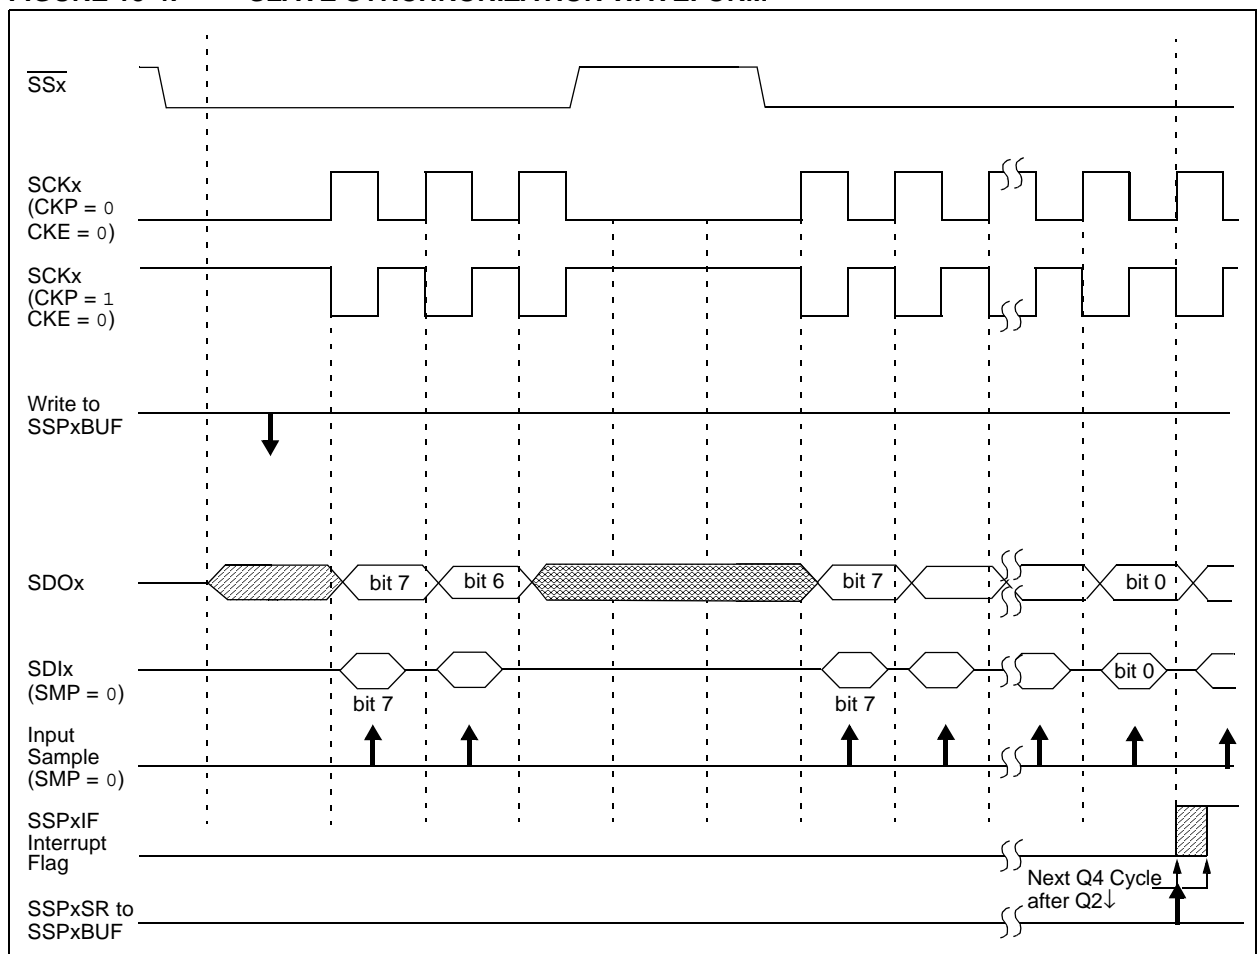 SSx
SCKx
(CKP = 0
CKE = 0)
SCKx
(CKP = 1
CKE = 0)
Write to
SSPxBUF
SDOx
bit 7
bit 6
bit 7
bit 0
SDIx
(SMP = 0)
bit 7
bit 7
bit 0
Input
Sample
(SMP = 0)
SSPxIF
Interrupt
Flag
Next Q4 Cycle
after Q2↓
SSPxSR to
SSPxBUF